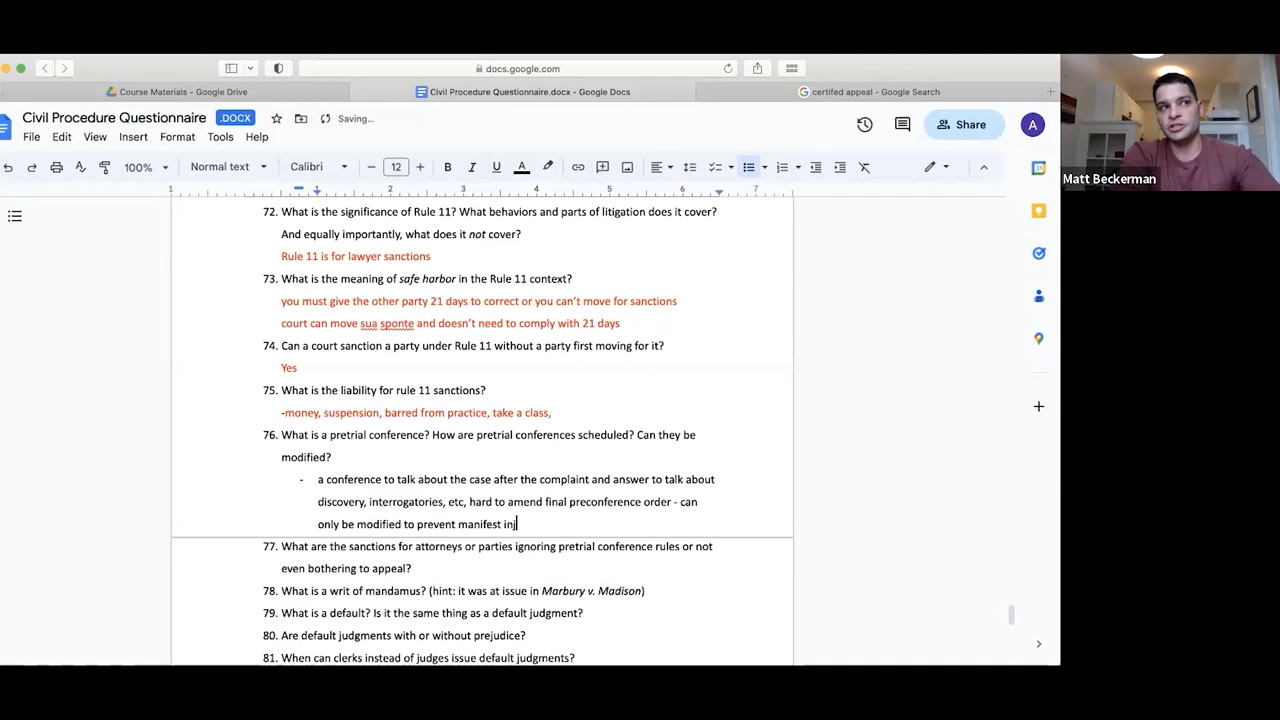 docs.google.com
Course Materials - Google Drive
Civil Procedure Questionnaire.docx - Google Docs
certifed appeal - Google Search
Civil Procedure Questionnaire .DOCX Saving...
File Edit View Insert Format Tools Help
Share
A
100% Normal text Calibri 12 B I U A
1 1 2 3 4 5 6 7
Matt Beckerman
72. What is the significance of Rule 11? What behaviors and parts of litigation does it cover?
And equally importantly, what does it not cover?
Rule 11 is for lawyer sanctions
73. What is the meaning of safe harbor in the Rule 11 context?
you must give the other party 21 days to correct or you can't move for sanctions
court can move sua sponte and doesn't need to comply with 21 days
74. Can a court sanction a party under Rule 11 without a party first moving for it?
Yes
75. What is the liability for rule 11 sanctions?
-money, suspension, barred from practice, take a class,
76. What is a pretrial conference? How are pretrial conferences scheduled? Can they be
modified?
- a conference to talk about the case after the complaint and answer to talk about
discovery, interrogatories, etc, hard to amend final preconference order - can
only be modified to prevent manifest inj
77. What are the sanctions for attorneys or parties ignoring pretrial conference rules or not
even bothering to appeal?
78. What is a writ of mandamus? (hint: it was at issue in Marbury v. Madison)
79. What is a default? Is it the same thing as a default judgment?
80. Are default judgments with or without prejudice?
81. When can clerks instead of judges issue default judgments?